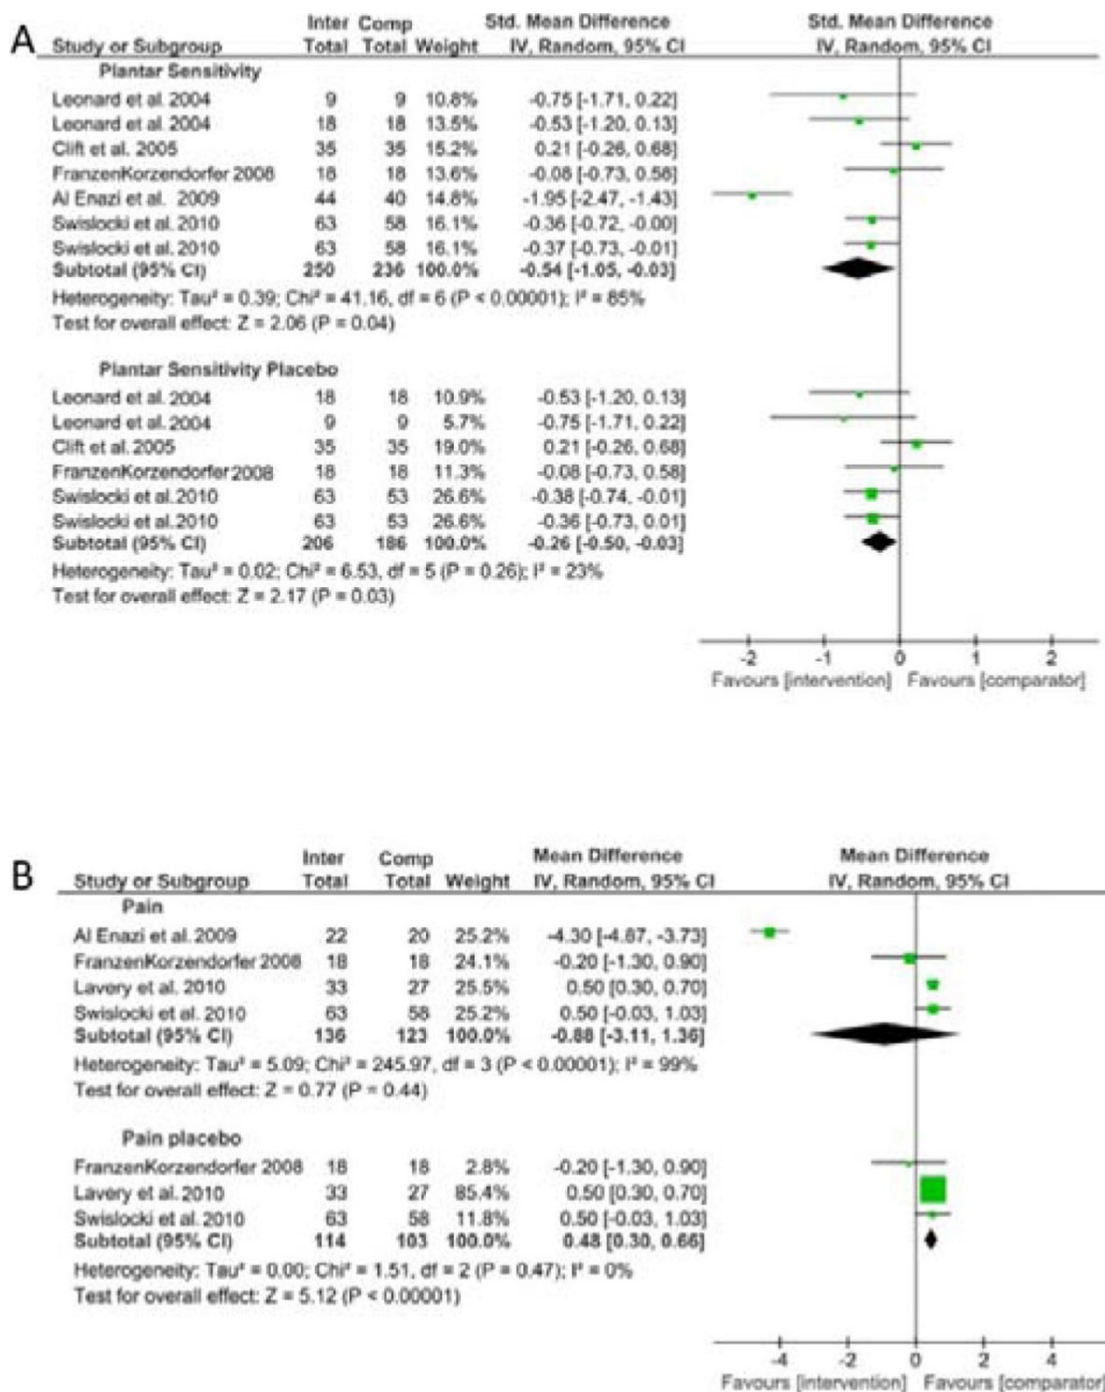 A
Inter Comp Std. Mean Difference Std. Mean Difference
Study or Subgroup Total Total Weight IV, Random, 95% CI IV, Random, 95% CI
Plantar Sensitivity
Leonard et al. 2004 9 9 10.8% -0.75 [-1.71, 0.22]
Leonard et al. 2004 18 18 13.5% -0.53 [-1.20, 0.13]
Clift et al. 2005 35 35 15.2% 0.21 [-0.26, 0.68]
FranzenKorzendorfer 2008 18 18 13.6% -0.08 [-0.73, 0.58]
Al Enazi et al. 2009 44 40 14.8% -1.95 [-2.47, -1.43]
Swislocki et al. 2010 63 58 16.1% -0.36 [-0.72, -0.00]
Swislocki et al. 2010 63 58 16.1% -0.37 [-0.73, -0.01]
Subtotal (95% CI) 250 236 100.0% -0.54 [-1.05, -0.03]
Heterogeneity: Tau² = 0.39; Chi² = 41.16, df = 6 (P < 0.00001); I² = 85%
Test for overall effect: Z = 2.06 (P = 0.04)
Plantar Sensitivity Placebo
Leonard et al. 2004 18 18 10.9% -0.53 [-1.20, 0.13]
Leonard et al. 2004 9 9 5.7% -0.75 [-1.71, 0.22]
Clift et al. 2005 35 35 19.0% 0.21 [-0.26, 0.68]
FranzenKorzendorfer 2008 18 18 11.3% -0.08 [-0.73, 0.58]
Swislocki et al. 2010 63 53 26.6% -0.38 [-0.74, -0.01]
Swislocki et al. 2010 63 53 26.6% -0.36 [-0.73, 0.01]
Subtotal (95% CI) 206 186 100.0% -0.26 [-0.50, -0.03]
Heterogeneity: Tau² = 0.02; Chi² = 6.53, df = 5 (P = 0.26); I² = 23%
Test for overall effect: Z = 2.17 (P = 0.03)
-2 -1 0 1 2
Favours [intervention] Favours [comparator]
B
Inter Comp Mean Difference Mean Difference
Study or Subgroup Total Total Weight IV, Random, 95% CI IV, Random, 95% CI
Pain
Al Enazi et al. 2009 22 20 25.2% -4.30 [-4.87, -3.73]
FranzenKorzendorfer 2008 18 18 24.1% -0.20 [-1.30, 0.90]
Lavery et al. 2010 33 27 25.5% 0.50 [0.30, 0.70]
Swislocki et al. 2010 63 58 25.2% 0.50 [-0.03, 1.03]
Subtotal (95% CI) 136 123 100.0% -0.88 [-3.11, 1.36]
Heterogeneity: Tau² = 5.09; Chi² = 245.97, df = 3 (P < 0.00001); I² = 99%
Test for overall effect: Z = 0.77 (P = 0.44)
Pain placebo
FranzenKorzendorfer 2008 18 18 2.8% -0.20 [-1.30, 0.90]
Lavery et al. 2010 33 27 85.4% 0.50 [0.30, 0.70]
Swislocki et al. 2010 63 58 11.8% 0.50 [-0.03, 1.03]
Subtotal (95% CI) 114 103 100.0% 0.48 [0.30, 0.66]
Heterogeneity: Tau² = 0.00; Chi² = 1.51, df = 2 (P = 0.47); I² = 0%
Test for overall effect: Z = 5.12 (P < 0.00001)
-4 -2 0 2 4
Favours [intervention] Favours [comparator]